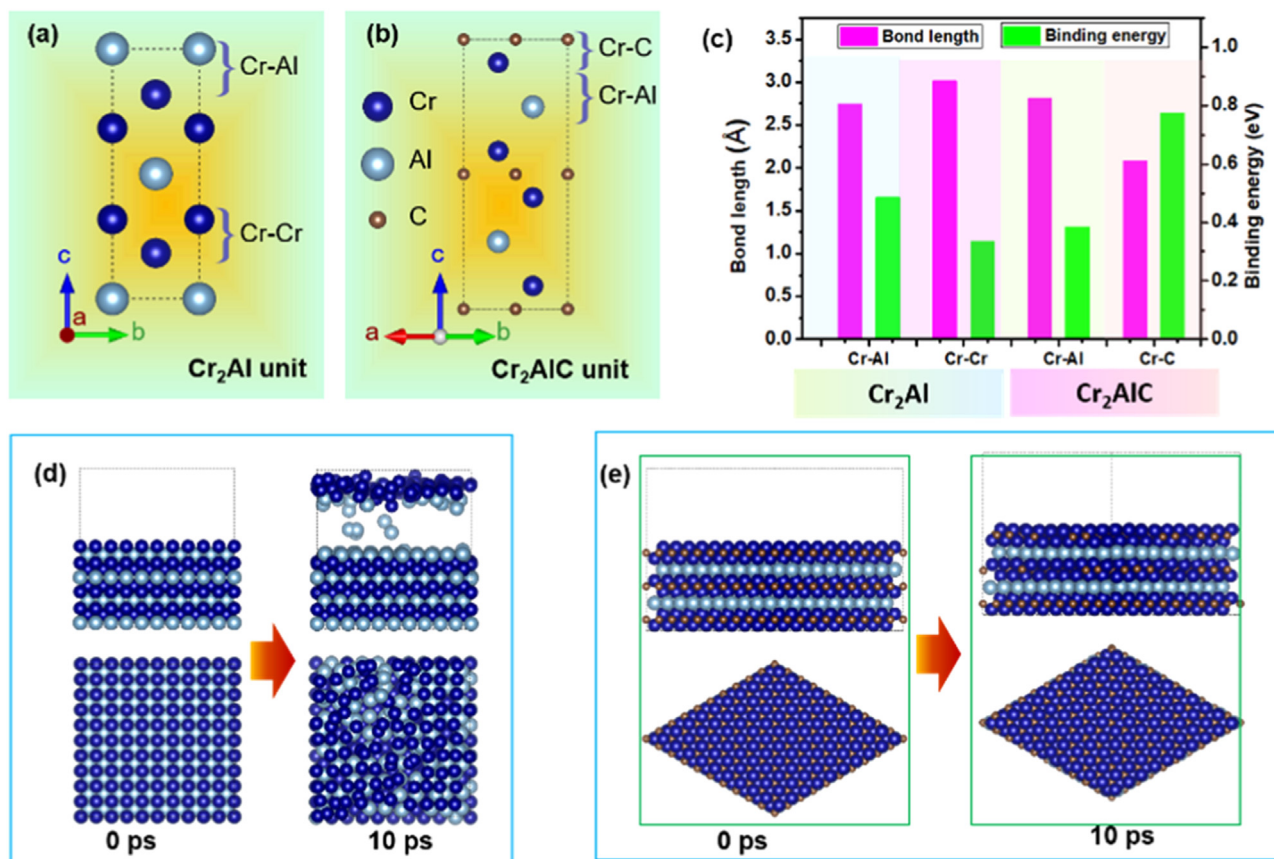 (a)
Cr-Al
Cr-Cr
c
a
b
Cr₂Al unit
(b)
Cr-C
Cr-Al
Cr
Al
C
c
a
b
Cr₂AlC unit
(c)
Bond length
Binding energy
3.5
3.0
2.5
2.0
1.5
1.0
0.5
0.0
Bond length (Å)
1.0
0.8
0.6
0.4
0.2
0.0
Binding energy (eV)
Cr-Al
Cr-Cr
Cr-Al
Cr-C
Cr₂Al
Cr₂AlC
(d)
0 ps
10 ps
(e)
0 ps
10 ps